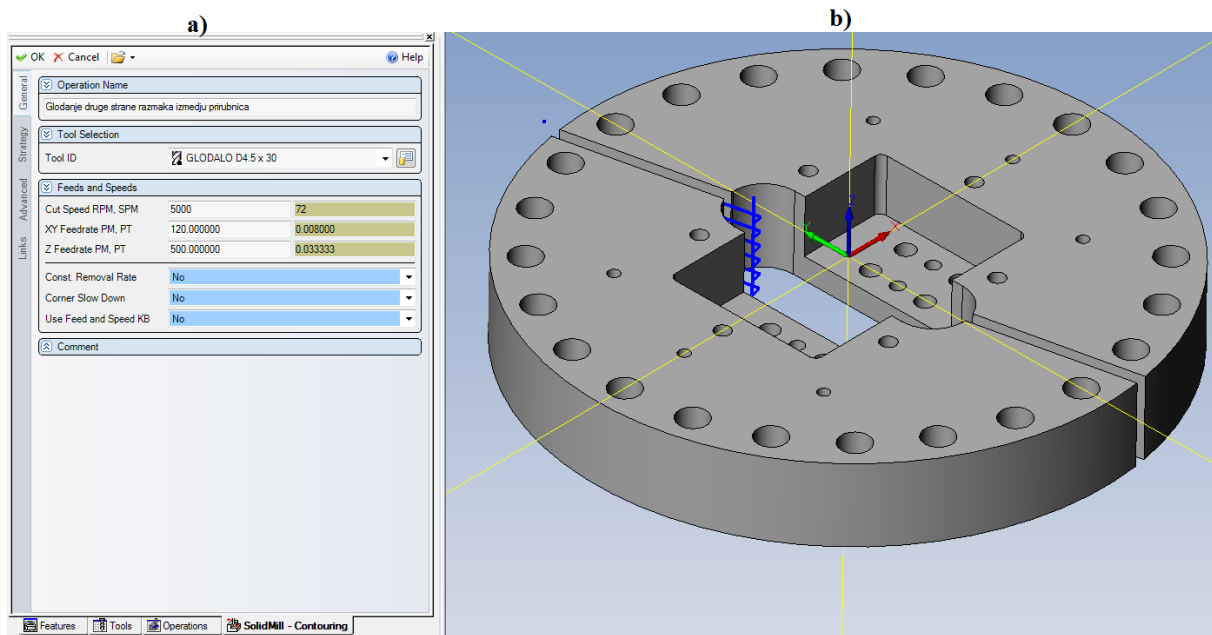 a)
b)
OK Cancel Help
General
Strategy
Advanced
Links
Operation Name
Glodanje druge strane razmaka izmedju prirubnica
Tool Selection
Tool ID GLODALO D4.5 x 30
Feeds and Speeds
Cut Speed RPM, SPM 5000 72
XY Feedrate PM, PT 120.000000 0.008000
Z Feedrate PM, PT 500.000000 0.033333
Const. Removal Rate No
Corner Slow Down No
Use Feed and Speed KB No
Comment
Features Tools Operations SolidMill - Contouring
Z
Y
X